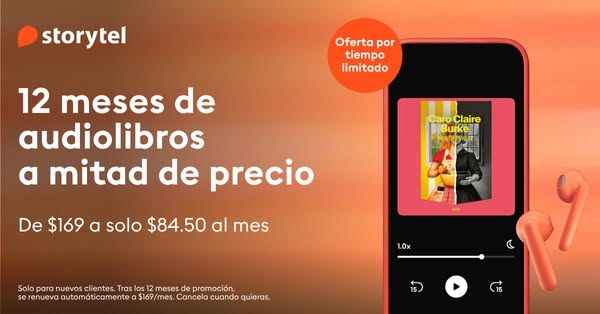 storytel
Oferta por
tiempo
limitado
12 meses de
audiolibros
a mitad de precio
De $169 a solo $84.50 al mes
Caro Claire
Burke
Yesteryear
1.0x
15
15
Solo para nuevos clientes. Tras los 12 meses de promoción,
se renueva automáticamente a $169/mes. Cancela cuando quieras.